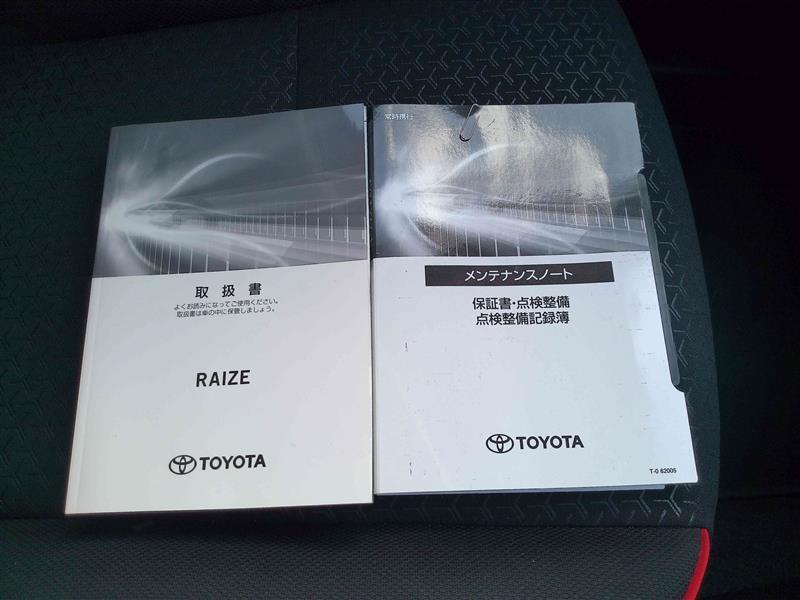 取扱書
よくお読みになってご使用ください。
取扱書は車の中に保管しましょう。
RAIZE
TOYOTA
常時携行
メンテナンスノート
保証書・点検整備
点検整備記録簿
TOYOTA
T-0 62005